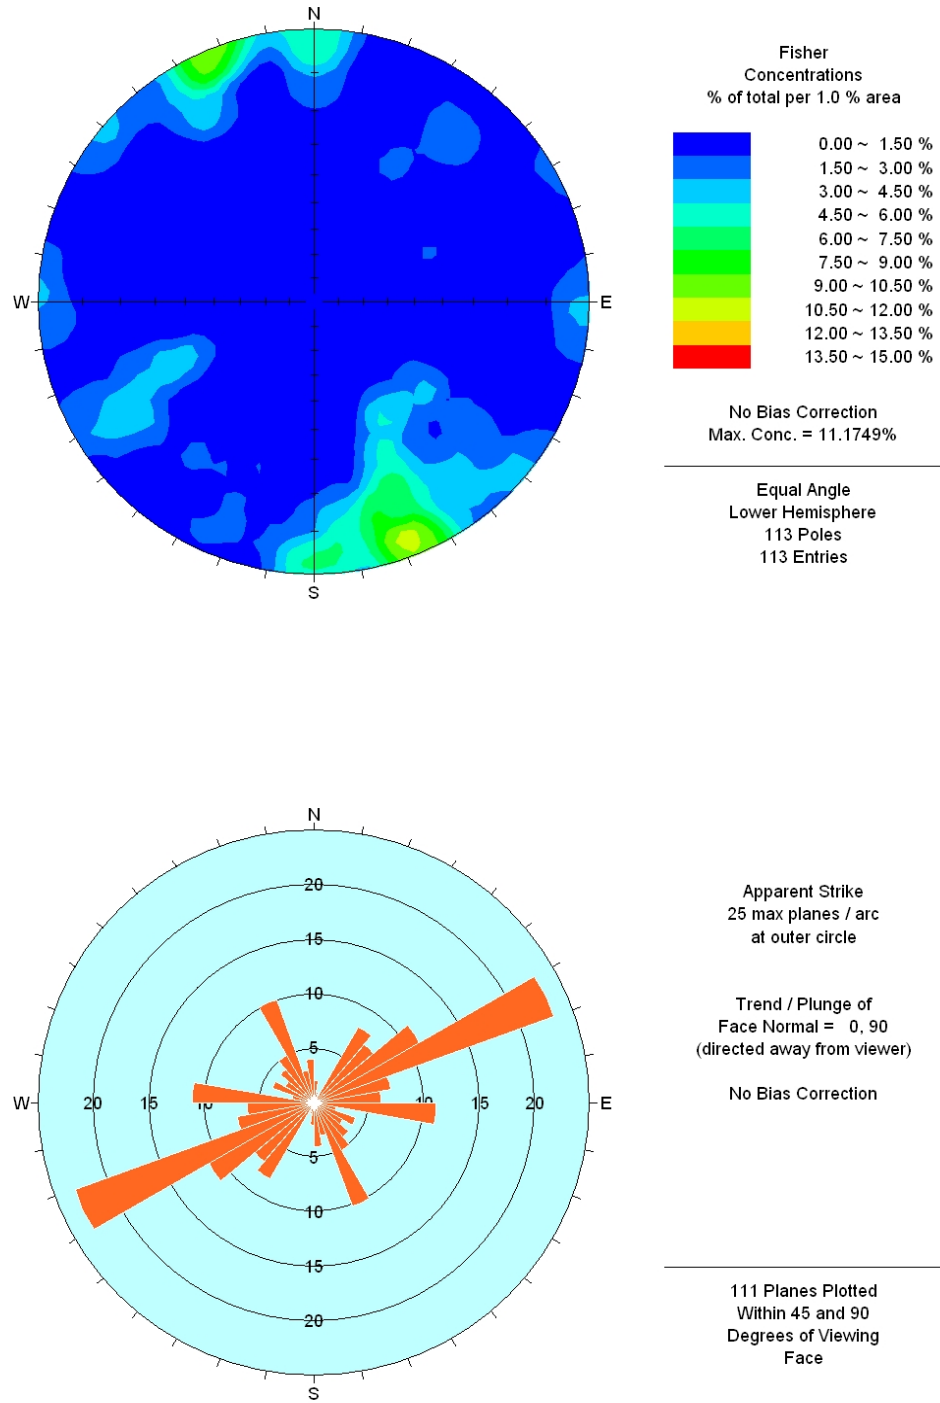 N
W
E
S
Fisher
Concentrations
% of total per 1.0 % area
0.00 ~ 1.50 %
1.50 ~ 3.00 %
3.00 ~ 4.50 %
4.50 ~ 6.00 %
6.00 ~ 7.50 %
7.50 ~ 9.00 %
9.00 ~ 10.50 %
10.50 ~ 12.00 %
12.00 ~ 13.50 %
13.50 ~ 15.00 %
No Bias Correction
Max. Conc. = 11.1749%
Equal Angle
Lower Hemisphere
113 Poles
113 Entries
N
20
15
10
5
W 20 15 10 10 15 20 E
5
10
15
20
S
Apparent Strike
25 max planes / arc
at outer circle
Trend / Plunge of
Face Normal = 0, 90
(directed away from viewer)
No Bias Correction
111 Planes Plotted
Within 45 and 90
Degrees of Viewing
Face